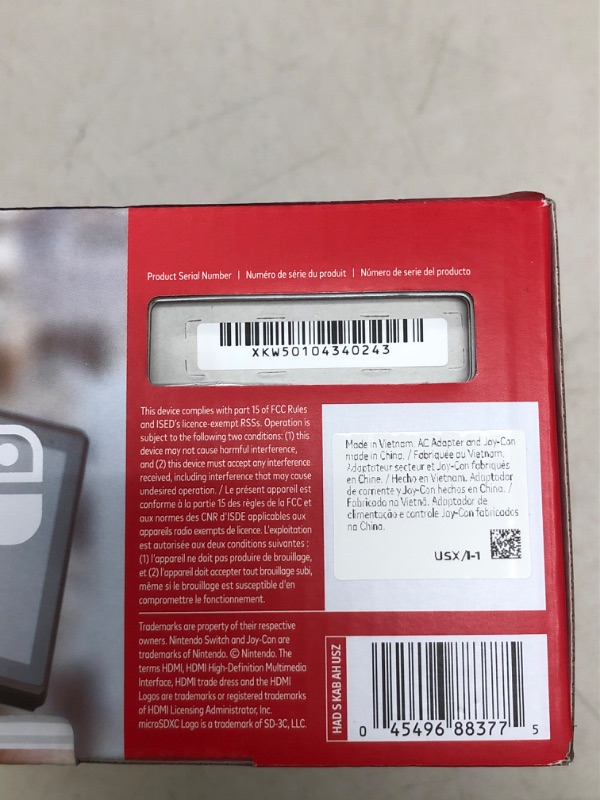 Product Serial Number | Numéro de série du produit | Número de serie del producto
XKW50104340243
This device complies with part 15 of FCC Rules
and ISED's licence-exempt RSSs. Operation is
subject to the following two conditions: (1) this
device may not cause harmful interference,
and (2) this device must accept any interference
received, including interference that may cause
undesired operation. / Le présent appareil est
conforme à la partie 15 des règles de la FCC et
aux normes des CNR d'ISDE applicables aux
appareils radio exempts de licence. L'exploitation
est autorisée aux deux conditions suivantes :
(1) l'appareil ne doit pas produire de brouillage,
et (2) l'appareil doit accepter tout brouillage subi,
même si le brouillage est susceptible d'en
compromettre le fonctionnement.
Made in Vietnam. AC Adapter and Joy-Con
made in China. / Fabriquée au Vietnam.
Adaptateur secteur et Joy-Con fabriqués
en Chine. / Hecho en Vietnam. Adaptador
de corriente y Joy-Con hechos en China. /
Fabricado na Vietnã. Adaptador de
alimentação e controle Joy-Con fabricados
na China.
USX/1-1
Trademarks are property of their respective
owners. Nintendo Switch and Joy-Con are
trademarks of Nintendo. © Nintendo. The
terms HDMI, HDMI High-Definition Multimedia
Interface, HDMI trade dress and the HDMI
Logos are trademarks or registered trademarks
of HDMI Licensing Administrator, Inc.
microSDXC Logo is a trademark of SD-3C, LLC.
HAD S KAB AH USZ
0 45496 88377 5